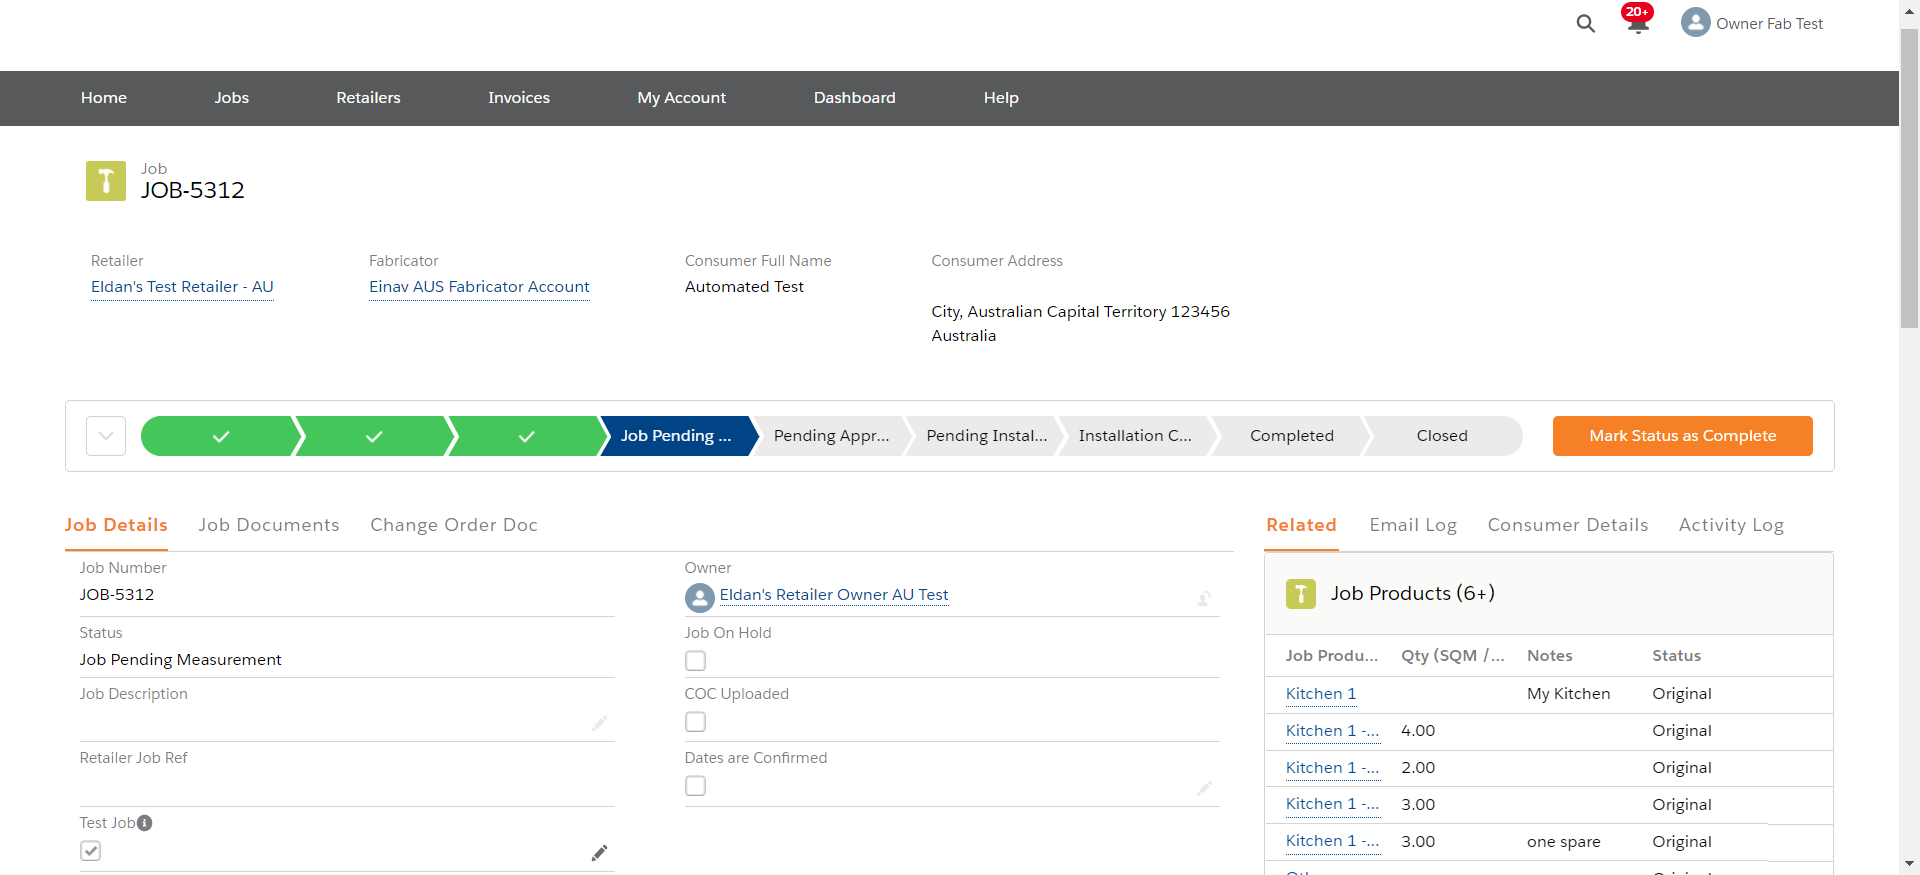 20+
Owner Fab Test
Home Jobs Retailers Invoices My Account Dashboard Help
Job
JOB-5312
Retailer Fabricator Consumer Full Name Consumer Address
Eldan's Test Retailer - AU Einav AUS Fabricator Account Automated Test
City, Australian Capital Territory 123456
Australia
Job Pending ... Pending Appr... Pending Instal... Installation C... Completed Closed Mark Status as Complete
Job Details Job Documents Change Order Doc
Job Number
JOB-5312
Owner
Eldan's Retailer Owner AU Test
Status
Job Pending Measurement
Job On Hold
Job Description
COC Uploaded
Retailer Job Ref
Dates are Confirmed
Test Job
Related Email Log Consumer Details Activity Log
Job Products (6+)
Job Produ... Qty (SQM /... Notes Status
Kitchen 1 My Kitchen Original
Kitchen 1 -... 4.00 Original
Kitchen 1 -... 2.00 Original
Kitchen 1 -... 3.00 Original
Kitchen 1 -... 3.00 one spare Original